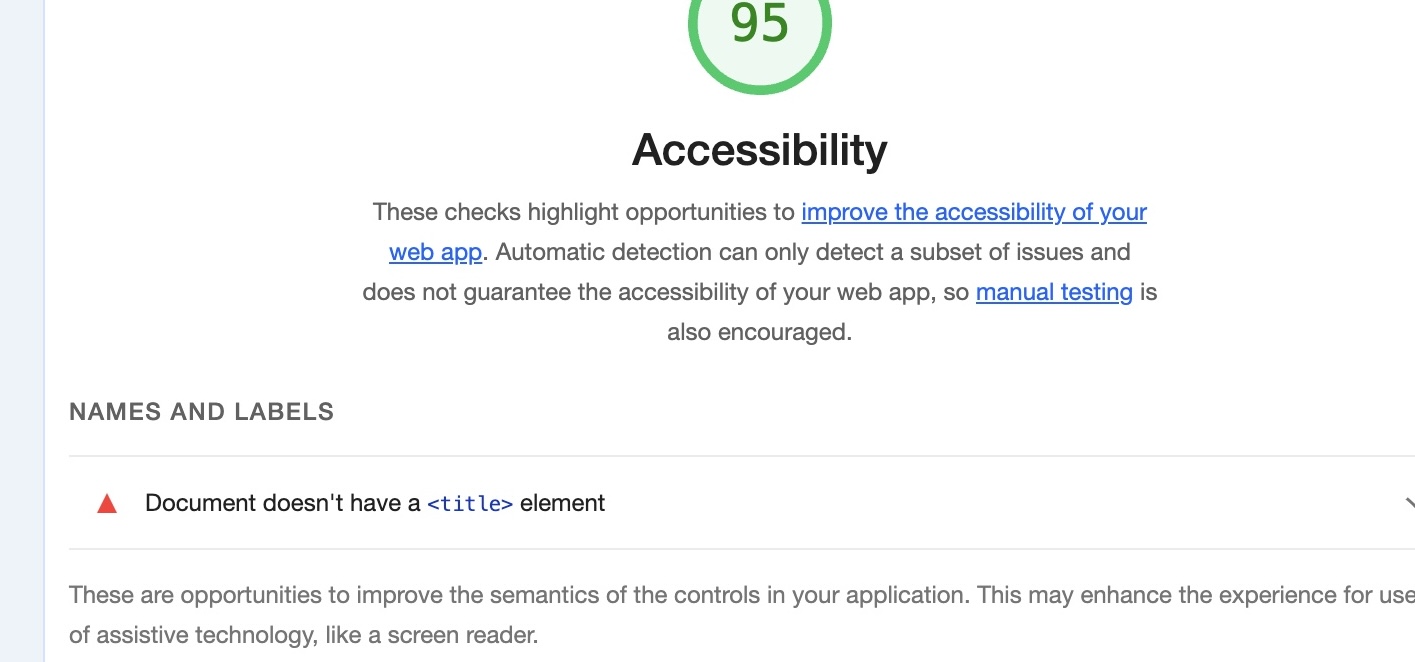 95
Accessibility
These checks highlight opportunities to improve the accessibility of your
web app. Automatic detection can only detect a subset of issues and
does not guarantee the accessibility of your web app, so manual testing is
also encouraged.
NAMES AND LABELS
Document doesn't have a <title> element
These are opportunities to improve the semantics of the controls in your application. This may enhance the experience for use
of assistive technology, like a screen reader.